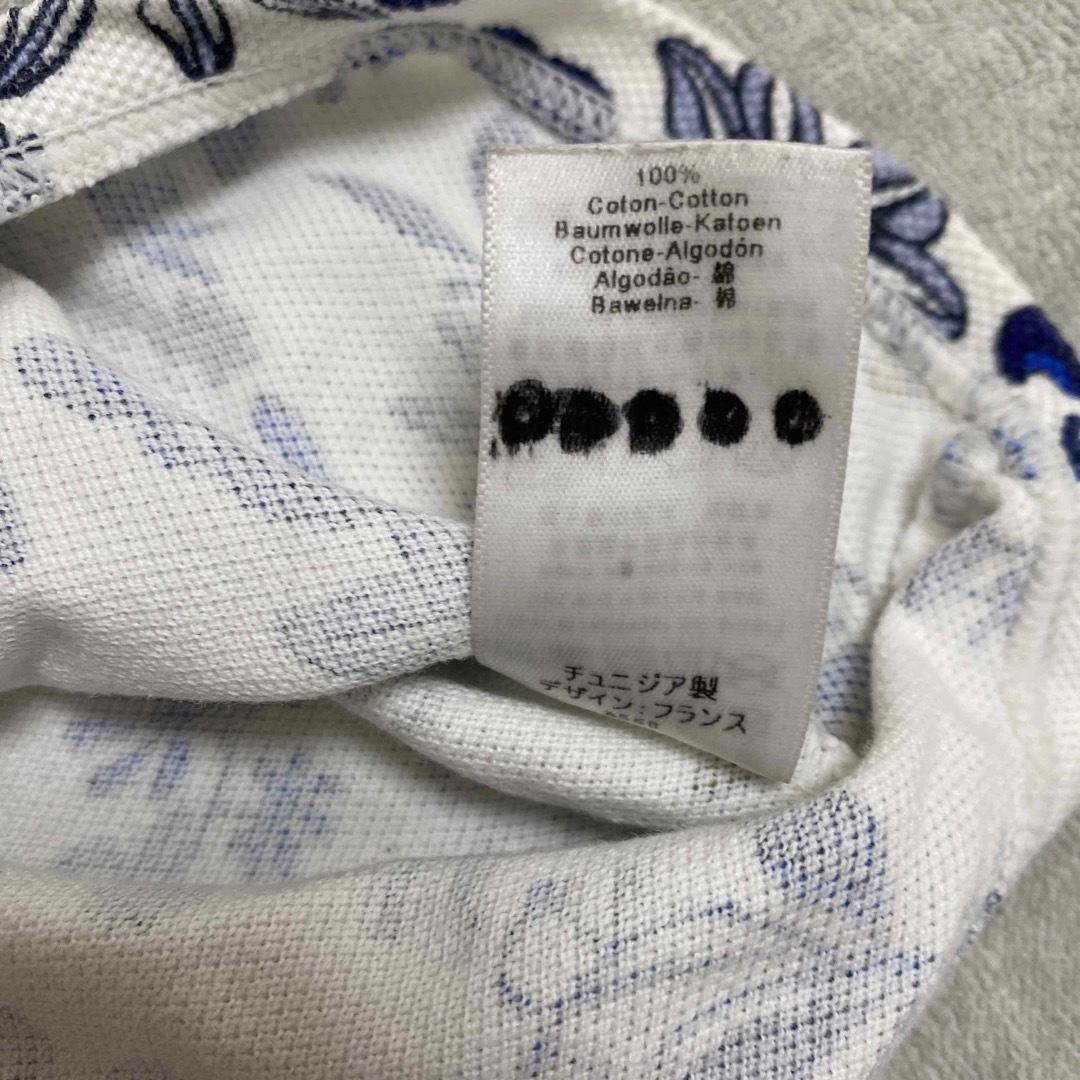 100%
Coton-Cotton
Baumwolle-Katoen
Cotone-Algodón
Algodão- 綿
Bawełna- 棉
チュニジア製
デザイン:フランス